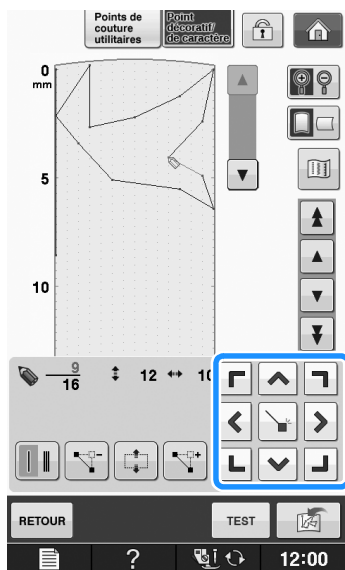 Points de
couture
utilitaires
Point
décoratif/
de caractère
0
mm
5
10
9
16
12
10
RETOUR
TEST
?
12:00